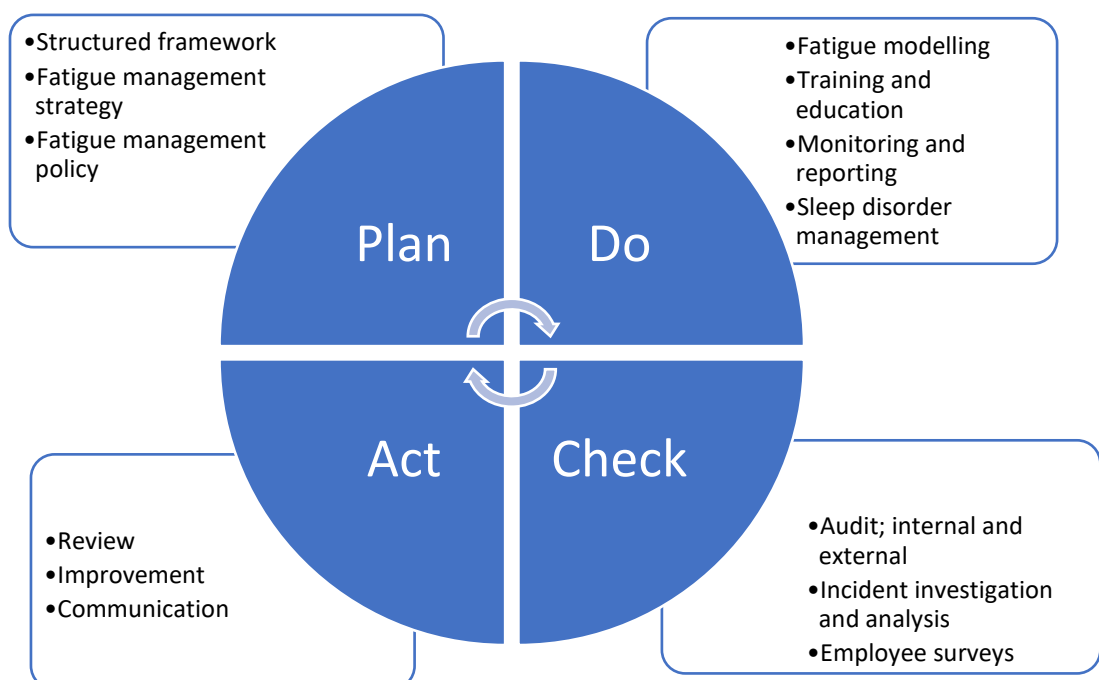 •Structured framework
•Fatigue management
strategy
•Fatigue management
policy
•Fatigue modelling
•Training and
education
•Monitoring and
reporting
•Sleep disorder
management
Plan
Do
Act
Check
•Review
•Improvement
•Communication
•Audit; internal and
external
•Incident investigation
and analysis
•Employee surveys